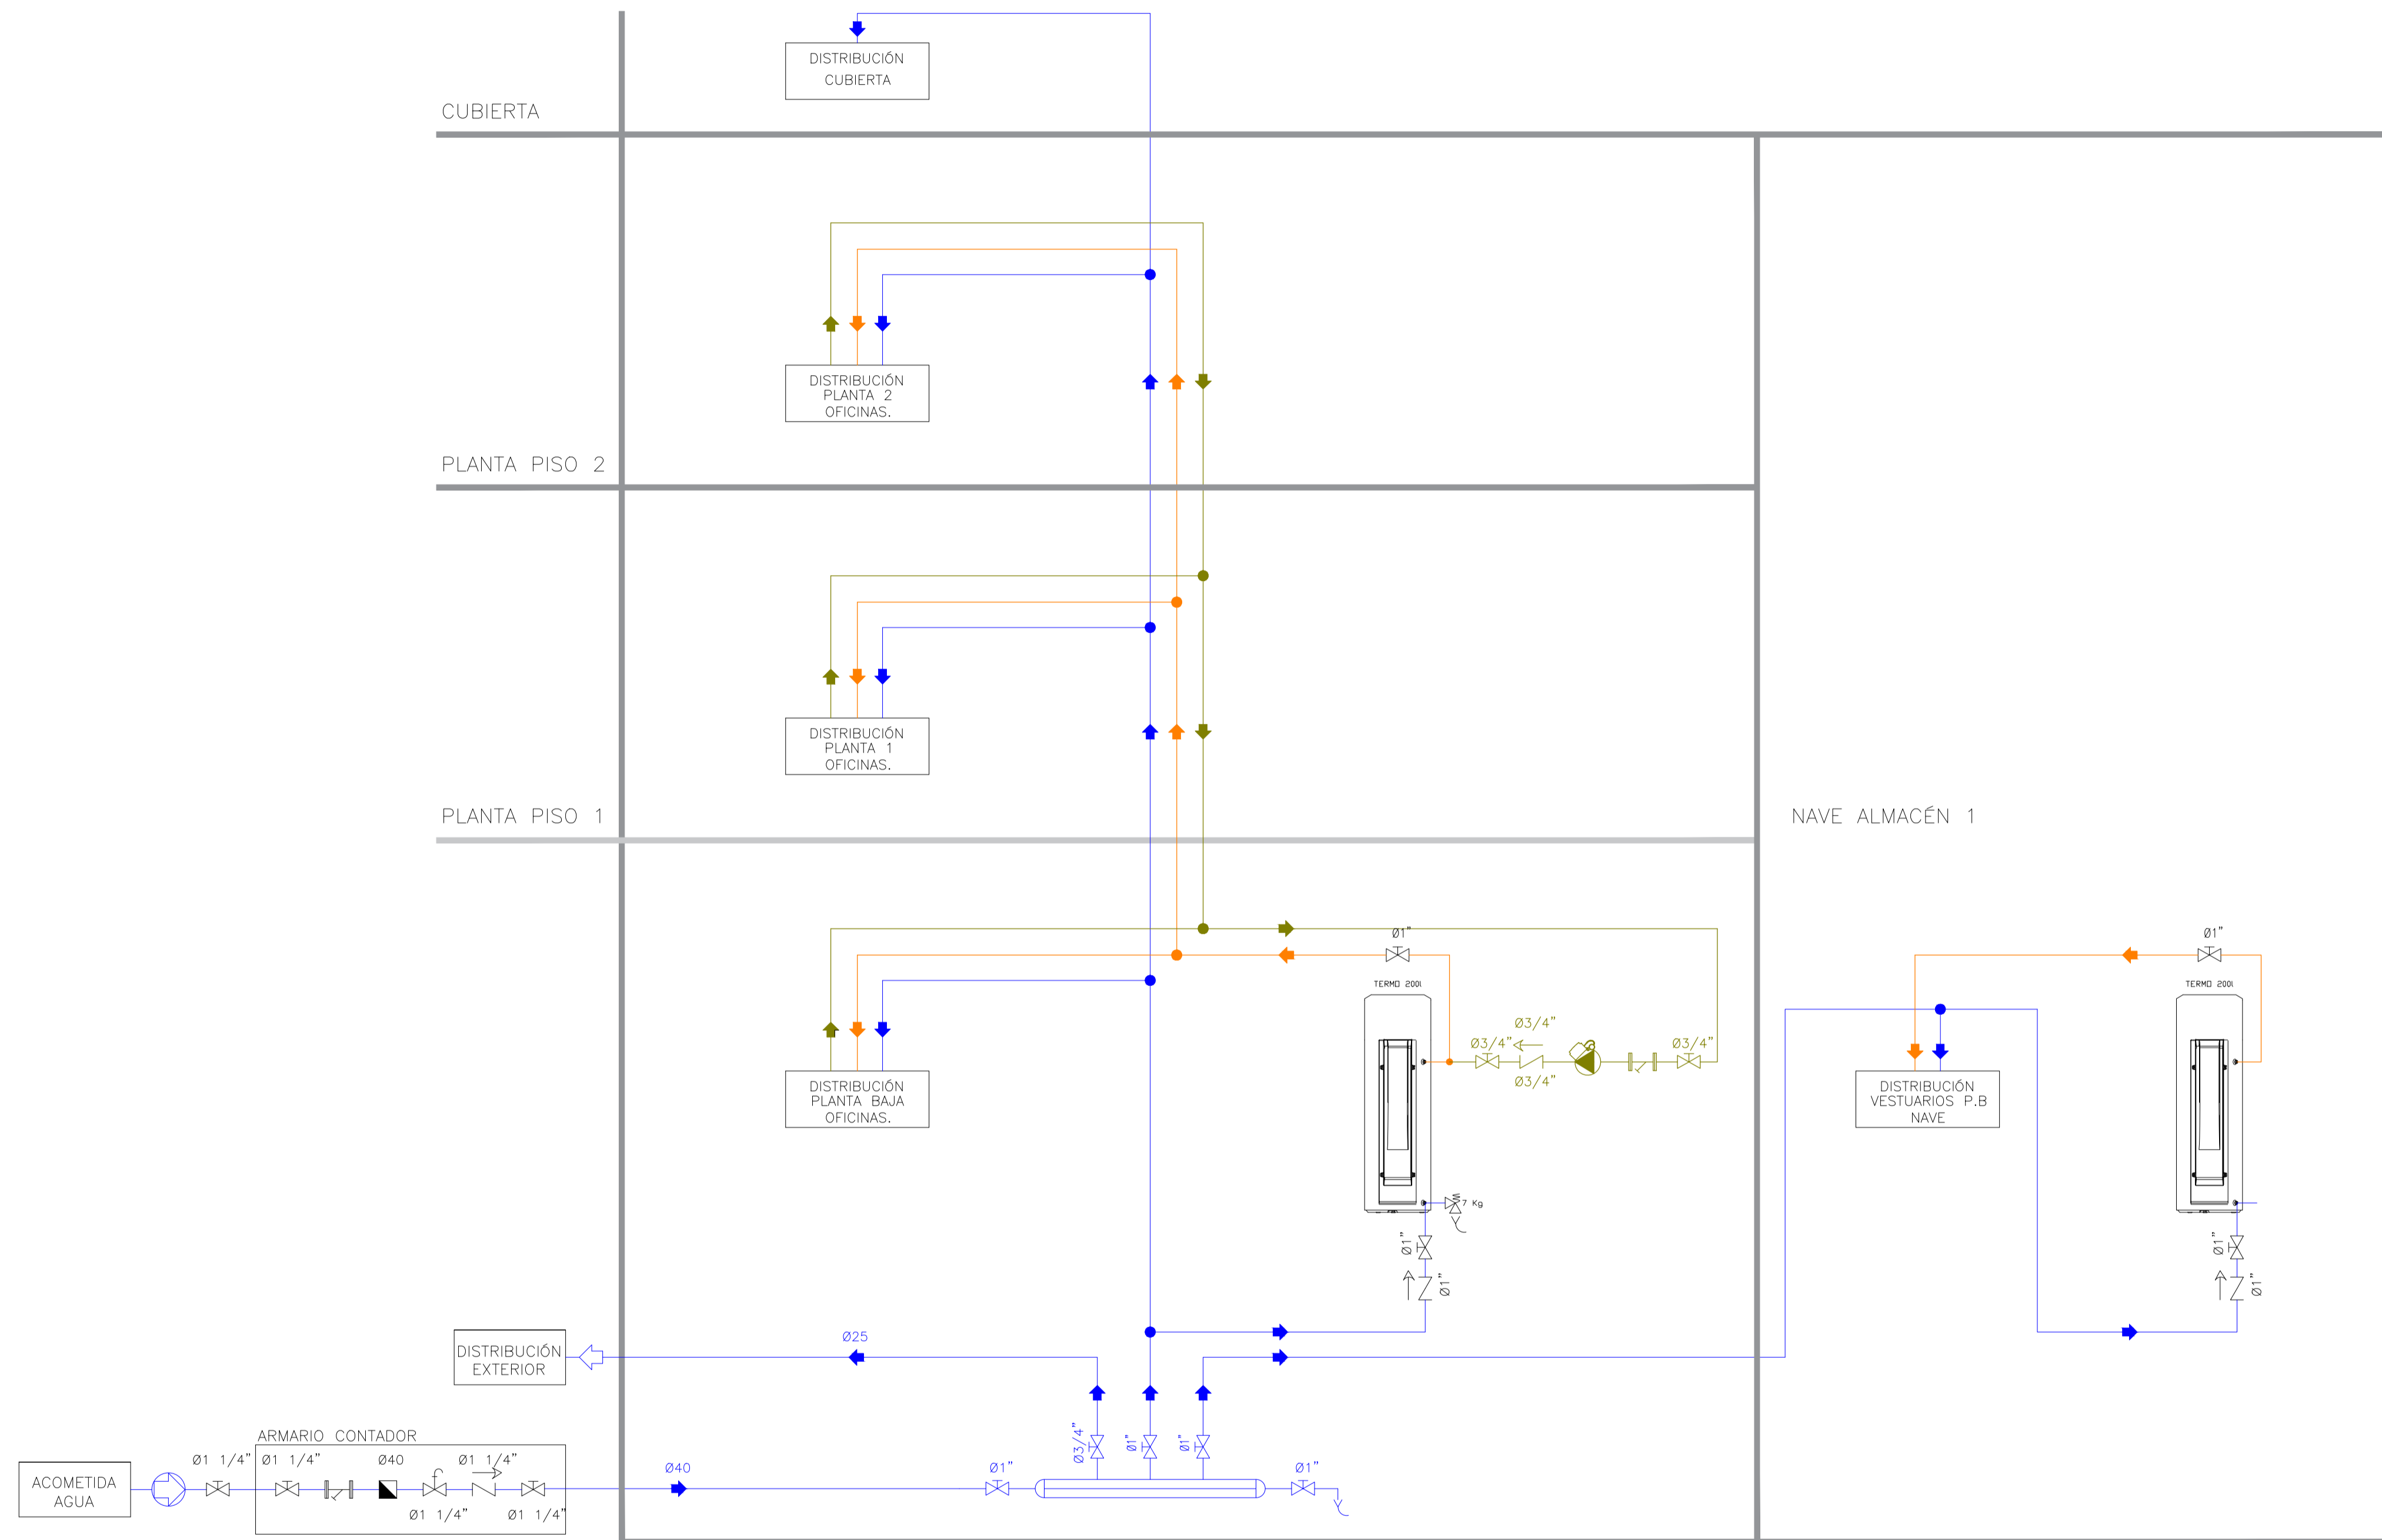 DISTRIBUCIÓN
CUBIERTA
CUBIERTA
DISTRIBUCIÓN
PLANTA 2
OFICINAS.
PLANTA PISO 2
DISTRIBUCIÓN
PLANTA 1
OFICINAS.
PLANTA PISO 1
NAVE ALMACÉN 1
Ø1"
Ø1"
TERMO 200l
TERMO 200l
Ø3/4"
Ø3/4"
Ø3/4"
Ø3/4"
DISTRIBUCIÓN
PLANTA BAJA
OFICINAS.
DISTRIBUCIÓN
VESTUARIOS P.B
NAVE
7 Kg
Ø1"
Ø1"
Ø1"
Ø1"
Ø25
DISTRIBUCIÓN
EXTERIOR
ARMARIO CONTADOR
Ø3/4"
Ø1"
Ø1"
Ø1 1/4"
Ø1 1/4"
Ø40
Ø1 1/4"
Ø40
Ø1"
Ø1"
ACOMETIDA
AGUA
Ø1 1/4"
Ø1 1/4"